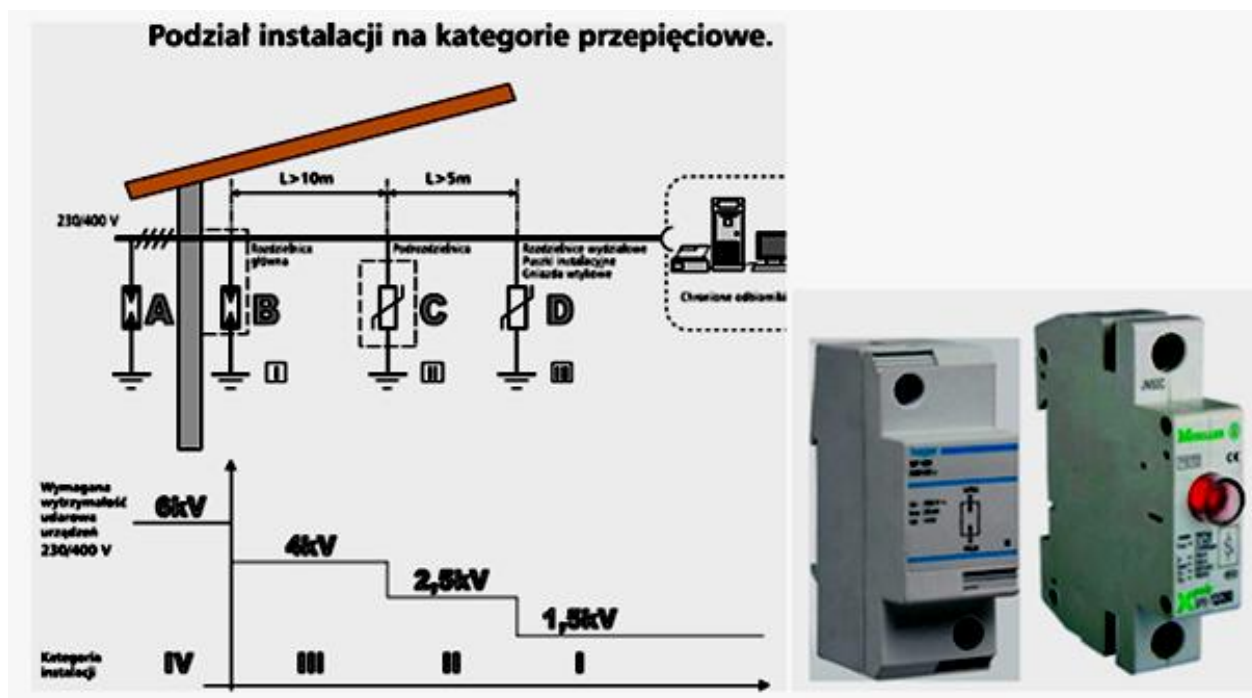 Podział instalacji na kategorie przepięciowe.
L>10m
L>5m
230/400 V
Rozdzielnica
główna
Podrozdzielnica
Rozdzielnice wydziałowe
Puszki instalacyjne
Gniazda wtykowe
A
B
C
D
Chronione odbiorniki
I
II
III
Wymagana
wytrzymałość
udarowa
urządzeń
230/400 V
6kV
4kV
2,5kV
1,5kV
Kategoria
instalacji
IV
III
II
I
hager
Moeller
CE